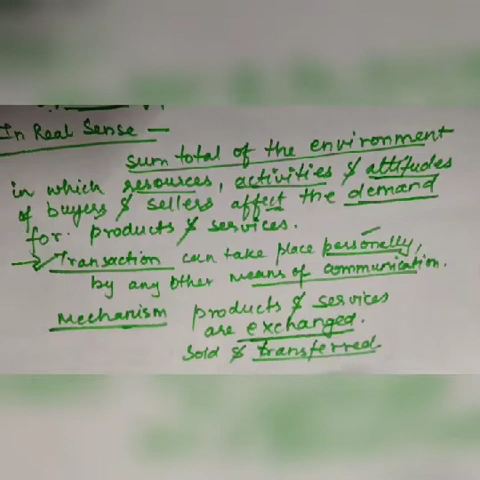 In Real Sense —
sum total of the environment
in which resources, activities & attitudes
of buyers & sellers affect the demand
for products & services.
→ Transaction can take place personally,
by any other means of communication.
Mechanism products & services
are exchanged.
sold & transferred